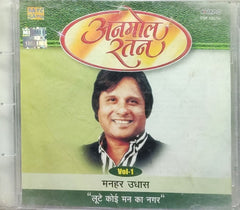 अनमोल
रतन
Vol-1
मनहर उधास
"लूटे कोई मन का नगर"